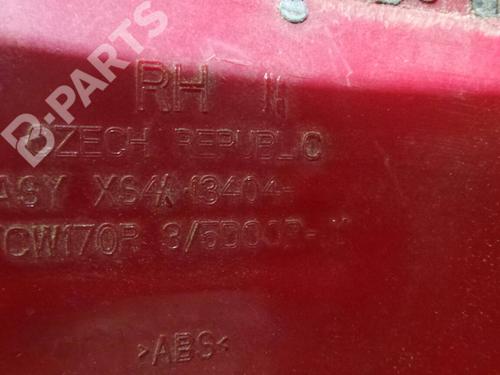 RH
CZECH REPUBLIC
ASY XS4X-13404-
CW170R 3/5DOOR-
>ABS<
D-PARTS